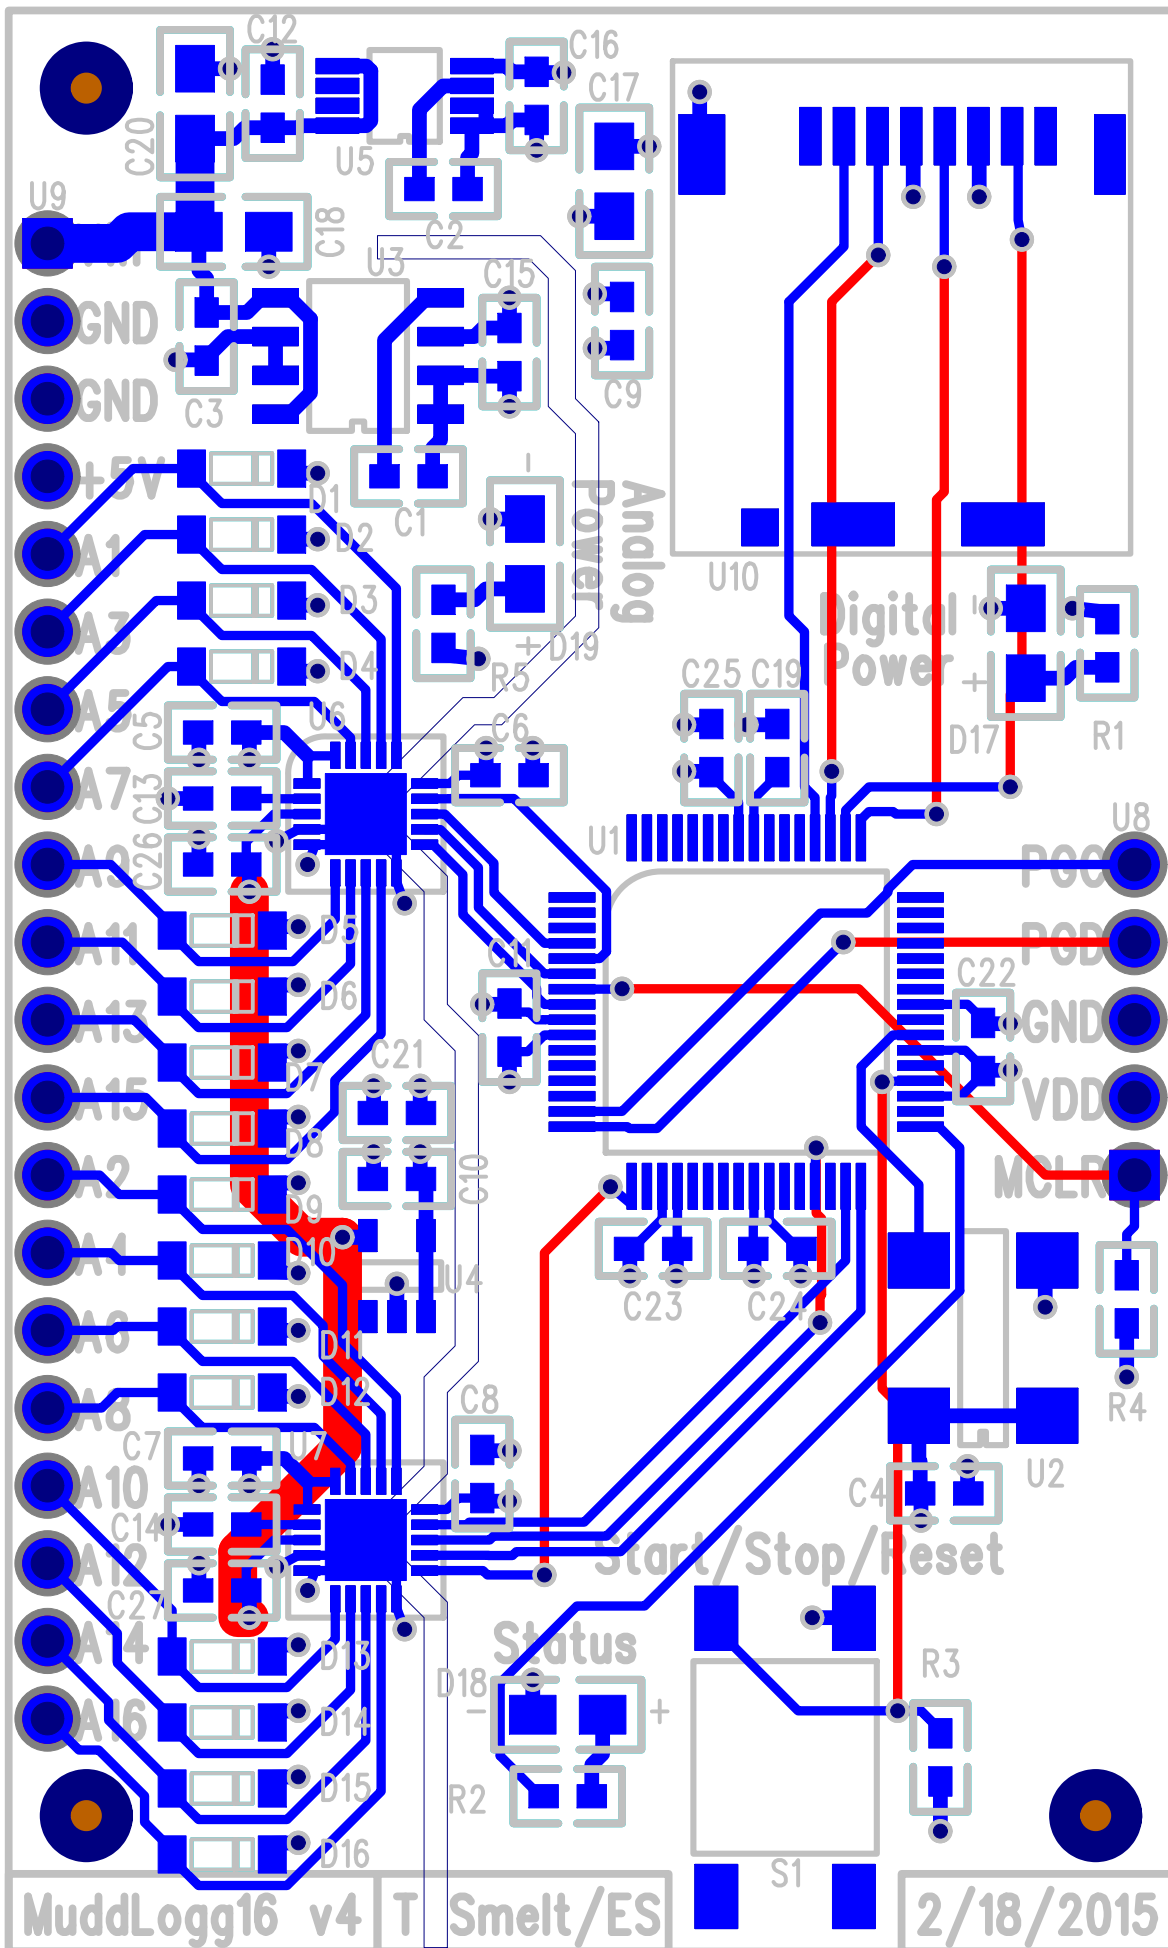 C12
C16
C17
C20
U5
U9
C18
C2
U3
C15
GND
C3
C9
GND
+5V
D1
C1
-
Analog
Power
U10
A1
D2
A3
D3
+
D19
Digital
Power
-
+
D4
R5
C25
C19
D17
R1
A5
C5
U6
C6
A7
C13
U1
U8
A9
C26
PGC
A11
D5
C11
PGD
A13
D6
C22
GND
A15
D7
C21
VDD
A2
D8
C10
MCLR
D9
A4
D10
U4
C23
C24
A6
D11
A8
D12
C8
R4
C7
U7
A10
C4
U2
C14
A12
Start/Stop/Reset
C27
A14
D13
Status
D18
-
+
R3
A16
D14
D15
R2
D16
S1
MuddLogg16 v4
T Smelt/ES
2/18/2015